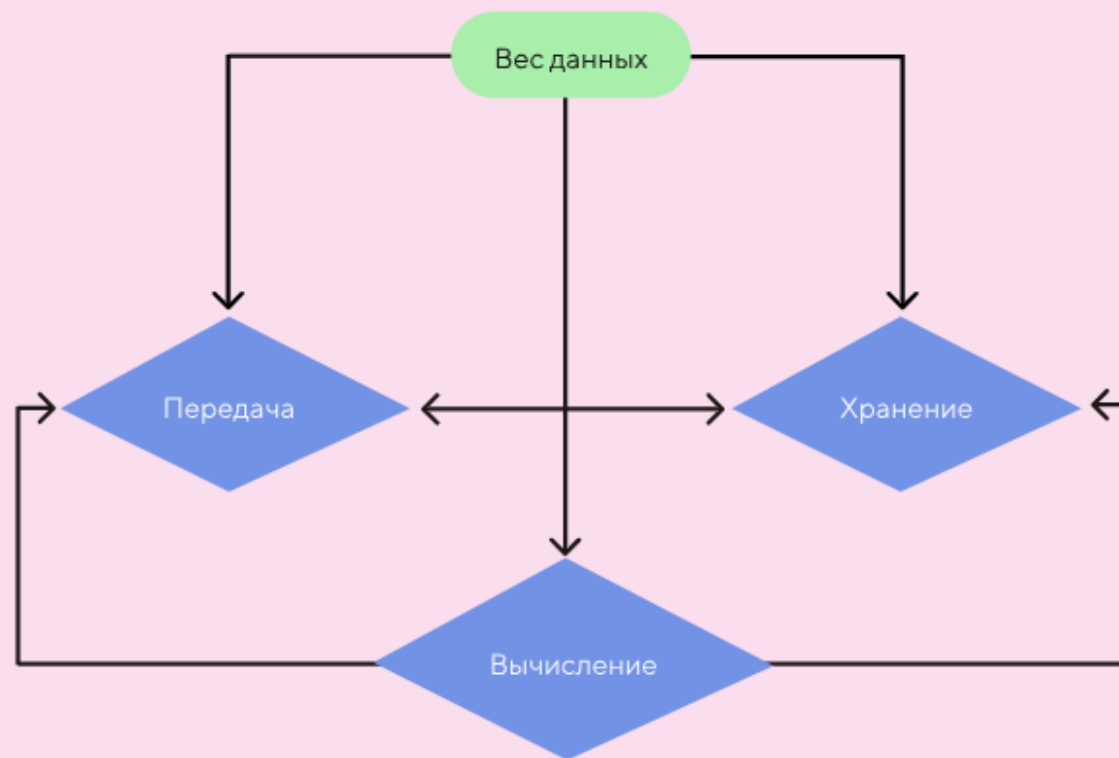 Вес данных
Передача
Хранение
Вычисление